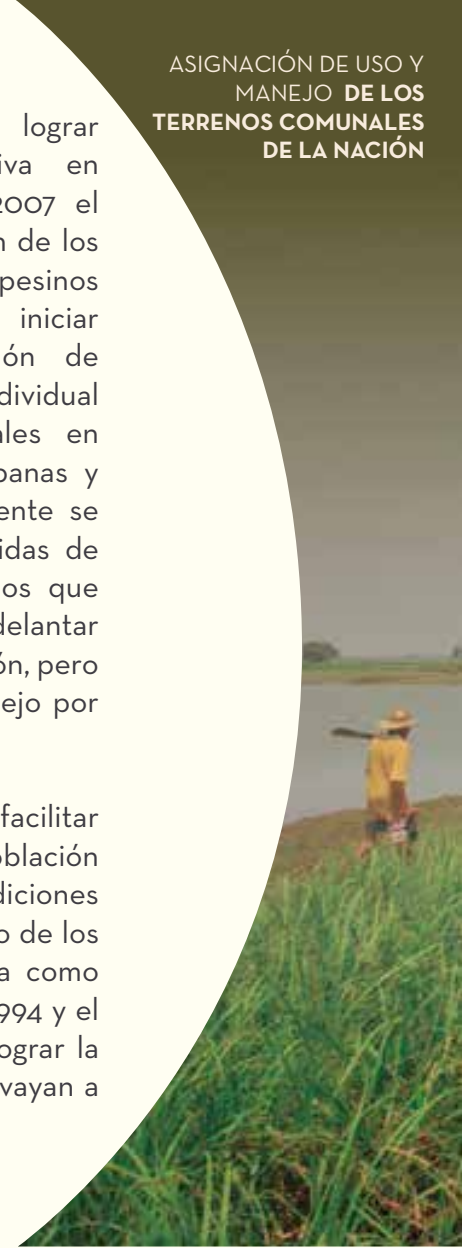 ASIGNACIÓN DE USO Y
MANEJO DE LOS
TERRENOS COMUNALES
DE LA NACIÓN
lograr
iva en
2007 el
n de los
pesinos
iniciar
ón de
dividual
les en
banas y
ente se
idas de
os que
delantar
ón, pero
ejo por
facilitar
oblación
diciones
o de los
a como
994 y el
ograr la
vayan a